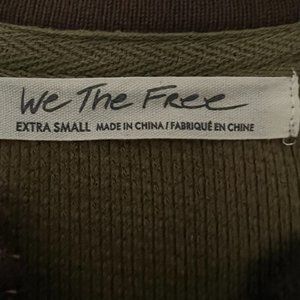 We The Free
EXTRA SMALL MADE IN CHINA / FABRIQUÉ EN CHINE